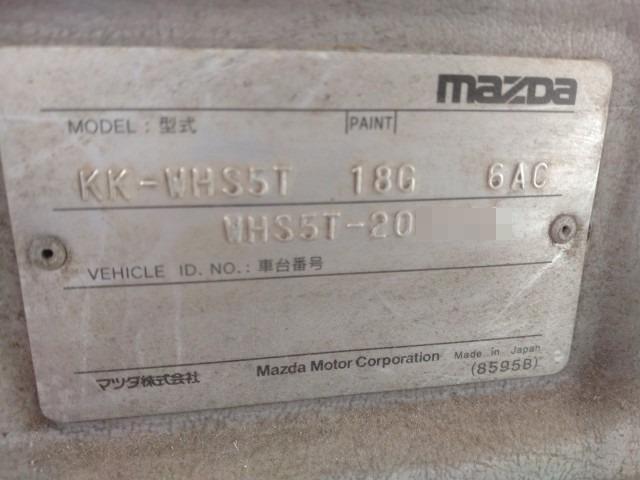 mazda
MODEL : 型式 PAINT
KK-WHS5T 18G 6AC
WHS5T-20
VEHICLE ID. NO. : 車台番号
マツダ株式会社 Mazda Motor Corporation Made in Japan
(8595B)